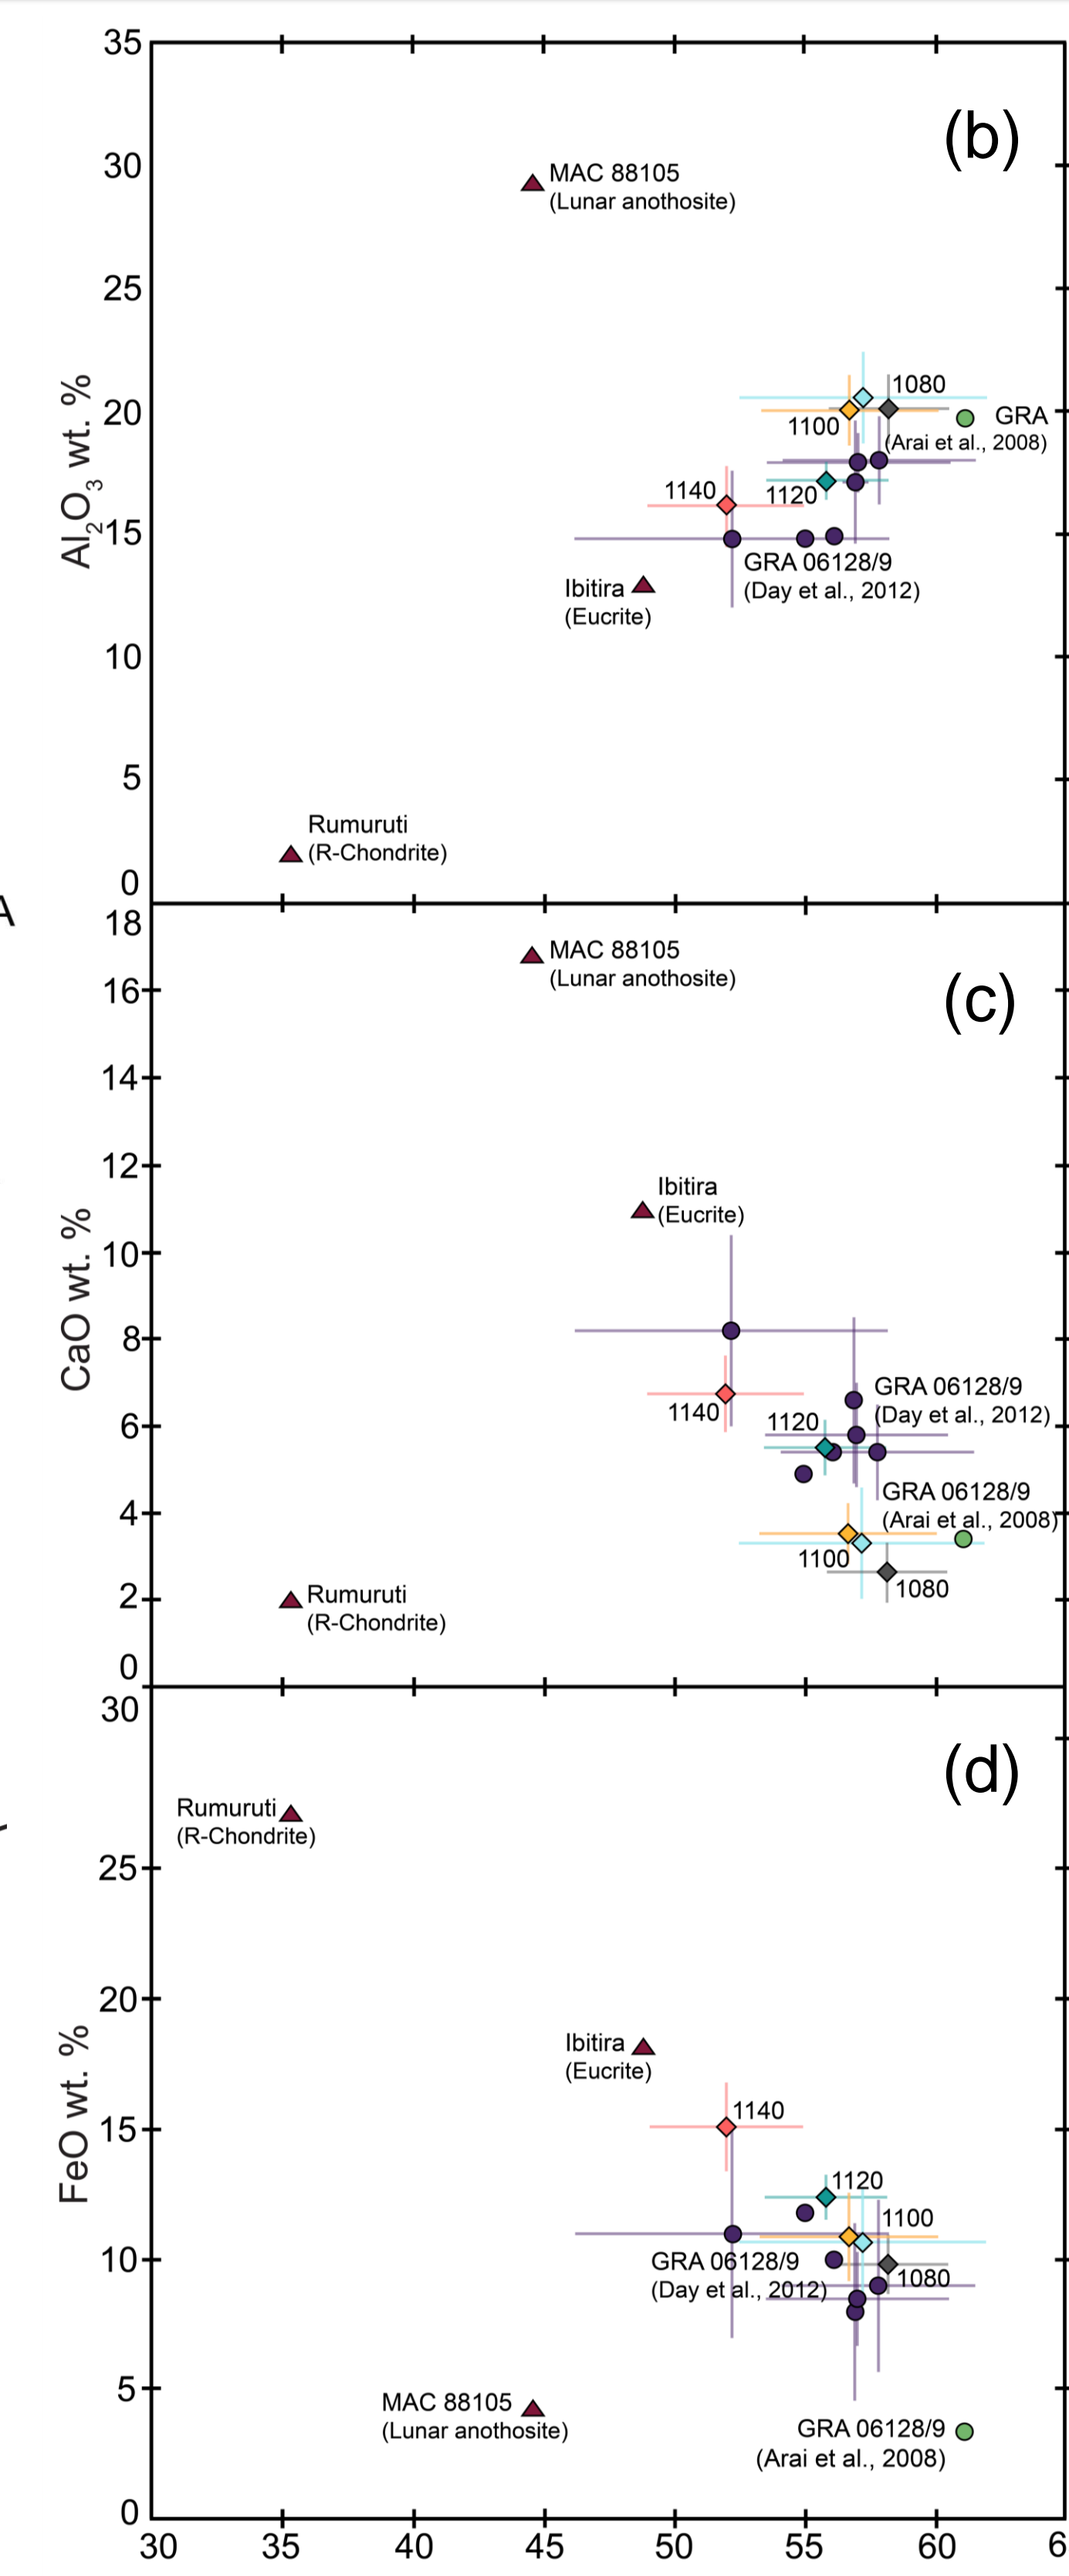 35
(b)
30
MAC 88105
(Lunar anothosite)
25
1080
20
GRA
1100
(Arai et al., 2008)
Al2O3 wt. %
1140
1120
15
GRA 06128/9
(Day et al., 2012)
Ibitira
(Eucrite)
10
5
Rumuruti
(R-Chondrite)
0
A
18
MAC 88105
(Lunar anothosite)
16
(c)
14
12
Ibitira
(Eucrite)
10
CaO wt. %
8
GRA 06128/9
(Day et al., 2012)
1140
1120
6
GRA 06128/9
(Arai et al., 2008)
4
1100
1080
2
Rumuruti
(R-Chondrite)
0
30
(d)
Rumuruti
(R-Chondrite)
25
20
Ibitira
(Eucrite)
FeO wt. %
1140
15
1120
1100
10
GRA 06128/9
(Day et al., 2012)
1080
5
MAC 88105
(Lunar anothosite)
GRA 06128/9
(Arai et al., 2008)
0
30 35 40 45 50 55 60 6